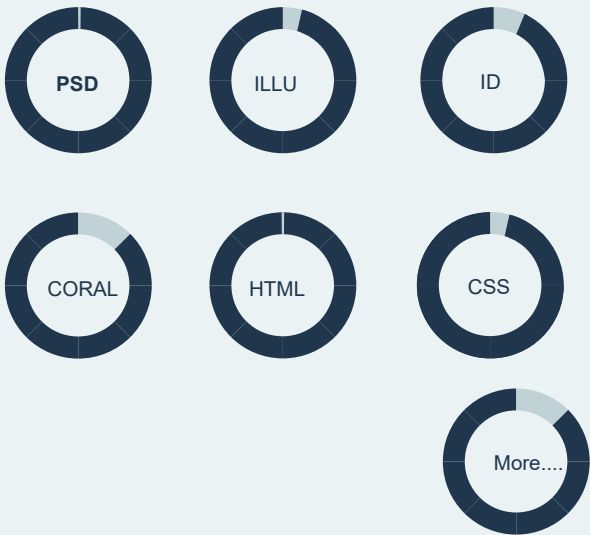 PSD
ILLU
ID
CORAL
HTML
CSS
More....